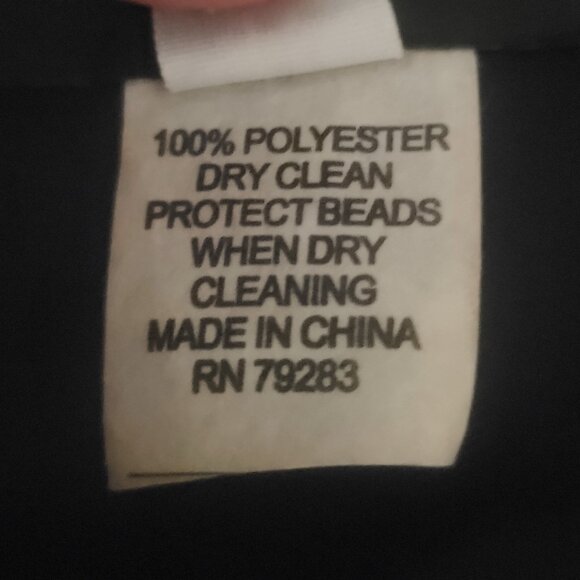 100% POLYESTER
DRY CLEAN
PROTECT BEADS
WHEN DRY
CLEANING
MADE IN CHINA
RN 79283